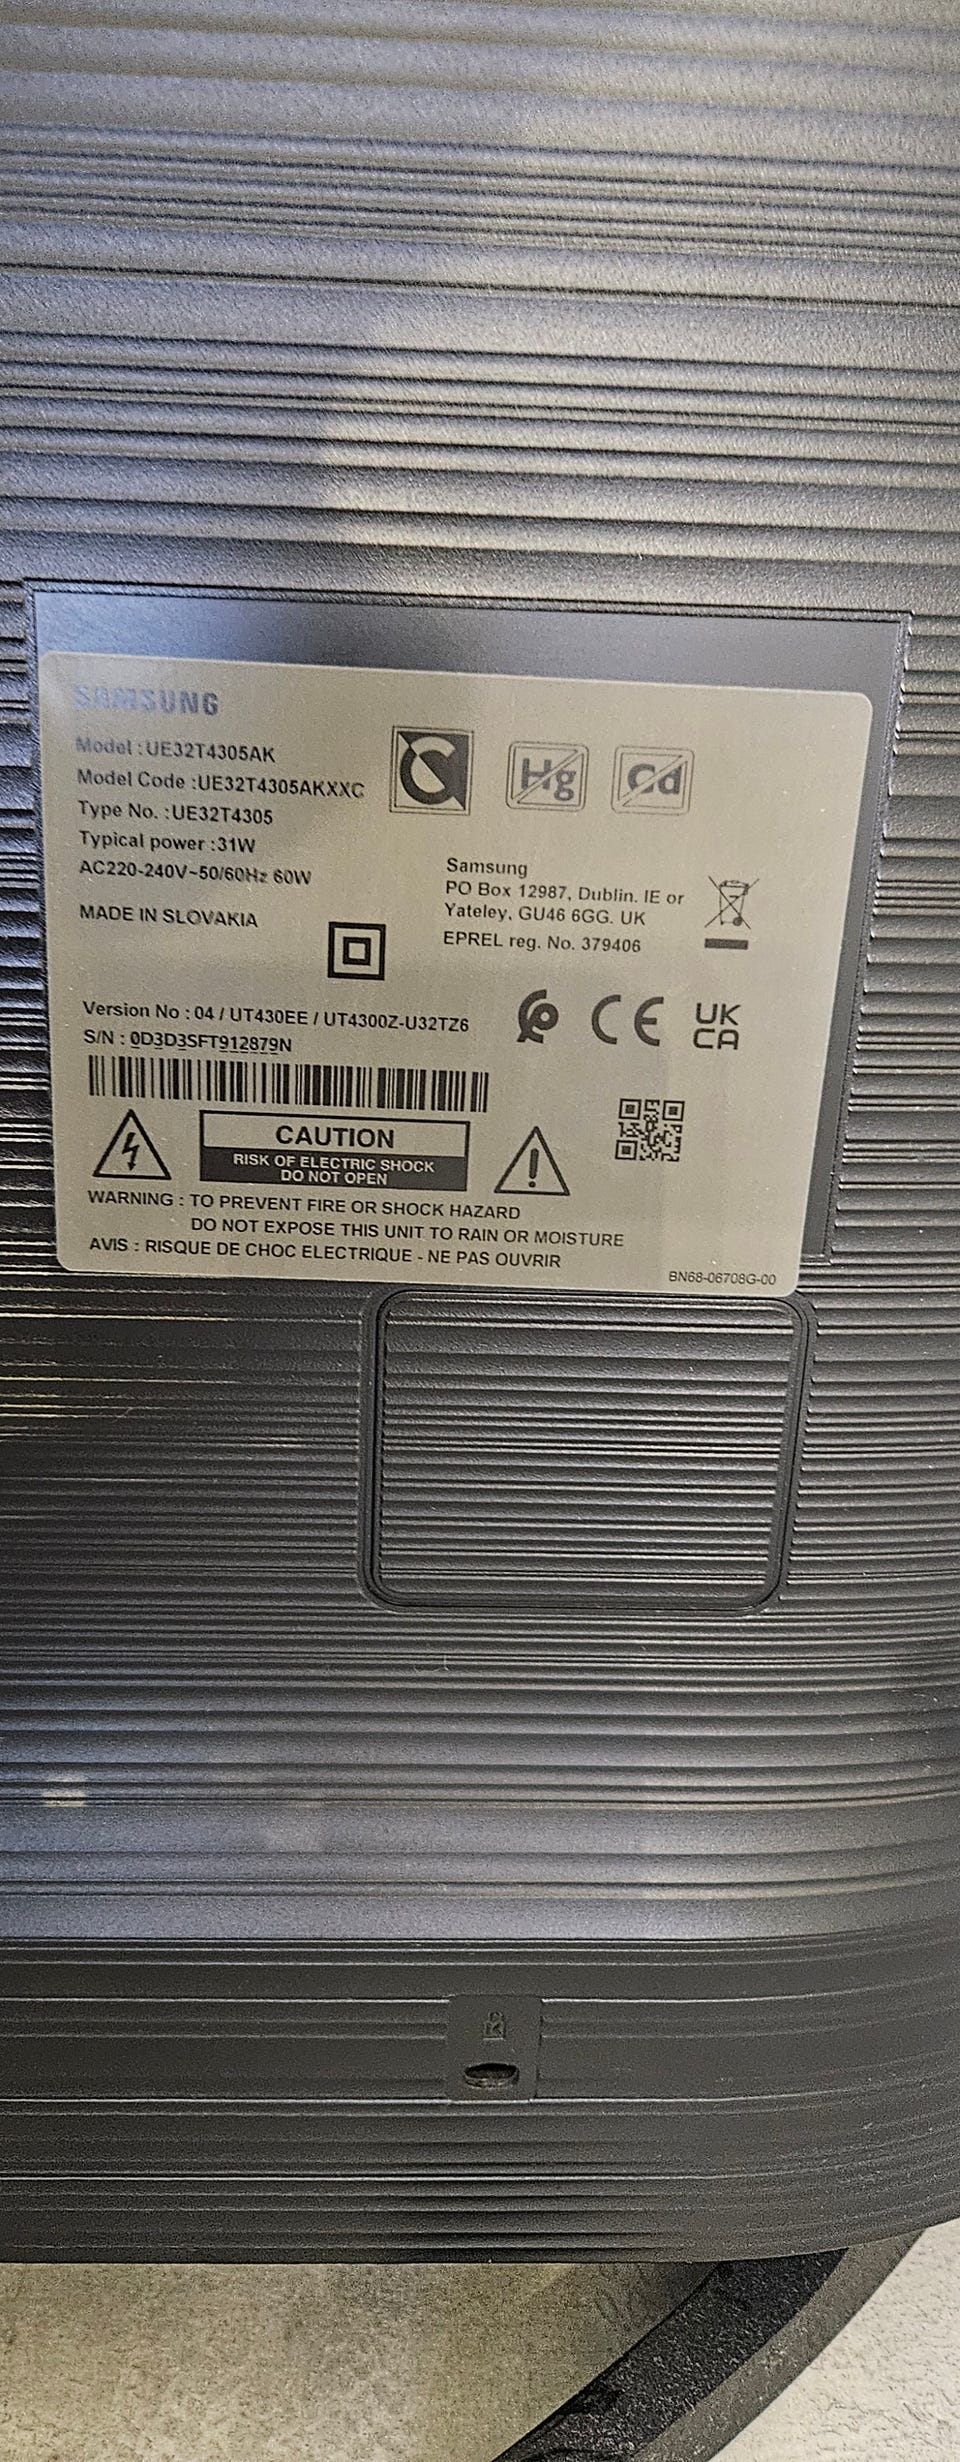 SAMSUNG
Model : UE32T4305AK
Model Code : UE32T4305AKXXC
Type No. : UE32T4305
Typical power : 31W
AC220-240V~50/60Hz 60W
MADE IN SLOVAKIA
Hg
Cd
Samsung
PO Box 12987, Dublin. IE or
Yateley, GU46 6GG. UK
EPREL reg. No. 379406
Version No : 04 / UT430EE / UT4300Z-U32TZ6
S/N : 0D3D3SFT912879N
CE
UK
CA
CAUTION
RISK OF ELECTRIC SHOCK
DO NOT OPEN
WARNING : TO PREVENT FIRE OR SHOCK HAZARD
DO NOT EXPOSE THIS UNIT TO RAIN OR MOISTURE
AVIS : RISQUE DE CHOC ELECTRIQUE - NE PAS OUVRIR
BN68-06708G-00